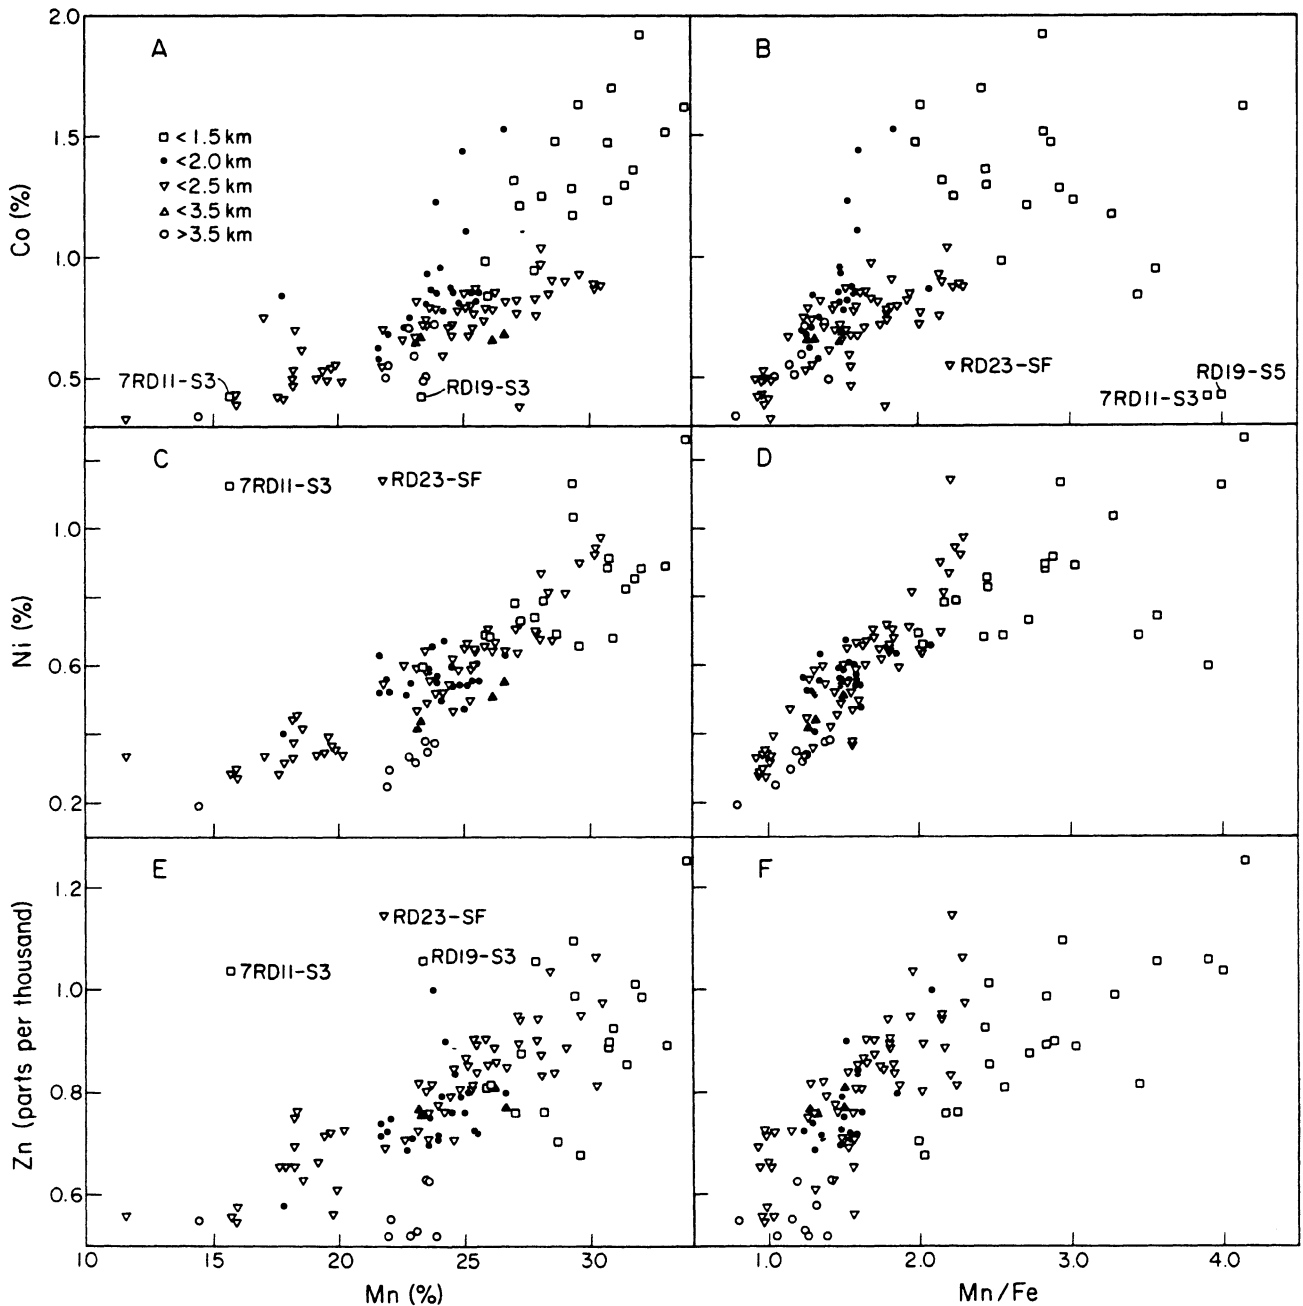 2.0
A
B
□ <1.5 km
● <2.0 km
▽ <2.5 km
▲ <3.5 km
○ >3.5 km
1.5
Co (%)
1.0
0.5
7RD11-S3
RD19-S3
RD23-SF
RD19-S5
7RD11-S3
C
D
7RD11-S3
RD23-SF
1.0
Ni (%)
0.6
0.2
E
F
1.2
RD23-SF
RD19-S3
7RD11-S3
1.0
Zn (parts per thousand)
0.8
0.6
10 15 20 25 30 1.0 2.0 3.0 4.0
Mn (%) Mn/Fe